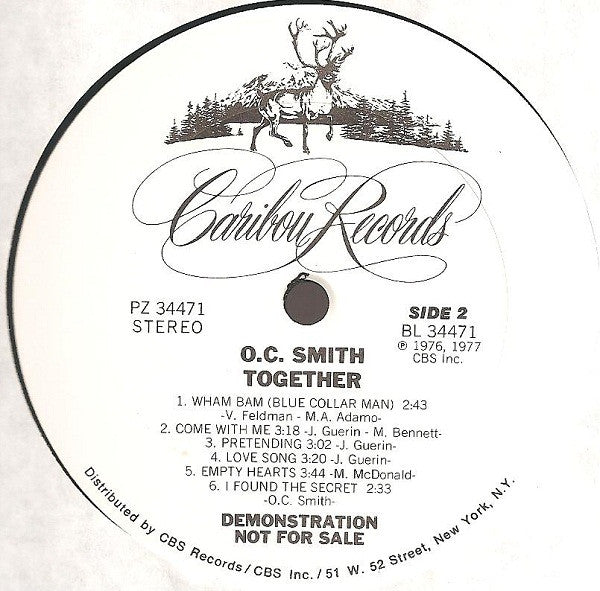 Caribou Records
PZ 34471
STEREO
SIDE 2
BL 34471
℗ 1976, 1977
CBS Inc.
O.C. SMITH
TOGETHER
1. WHAM BAM (BLUE COLLAR MAN) 2:43
-V. Feldman - M.A. Adamo-
2. COME WITH ME 3:18 -J. Guerin - M. Bennett-
3. PRETENDING 3:02 -J. Guerin-
4. LOVE SONG 3:20 -J. Guerin-
5. EMPTY HEARTS 3:44 -M. McDonald-
6. I FOUND THE SECRET 2:33
-O.C. Smith-
DEMONSTRATION
NOT FOR SALE
Distributed by CBS Records/CBS Inc./51 W. 52 Street, New York, N.Y.